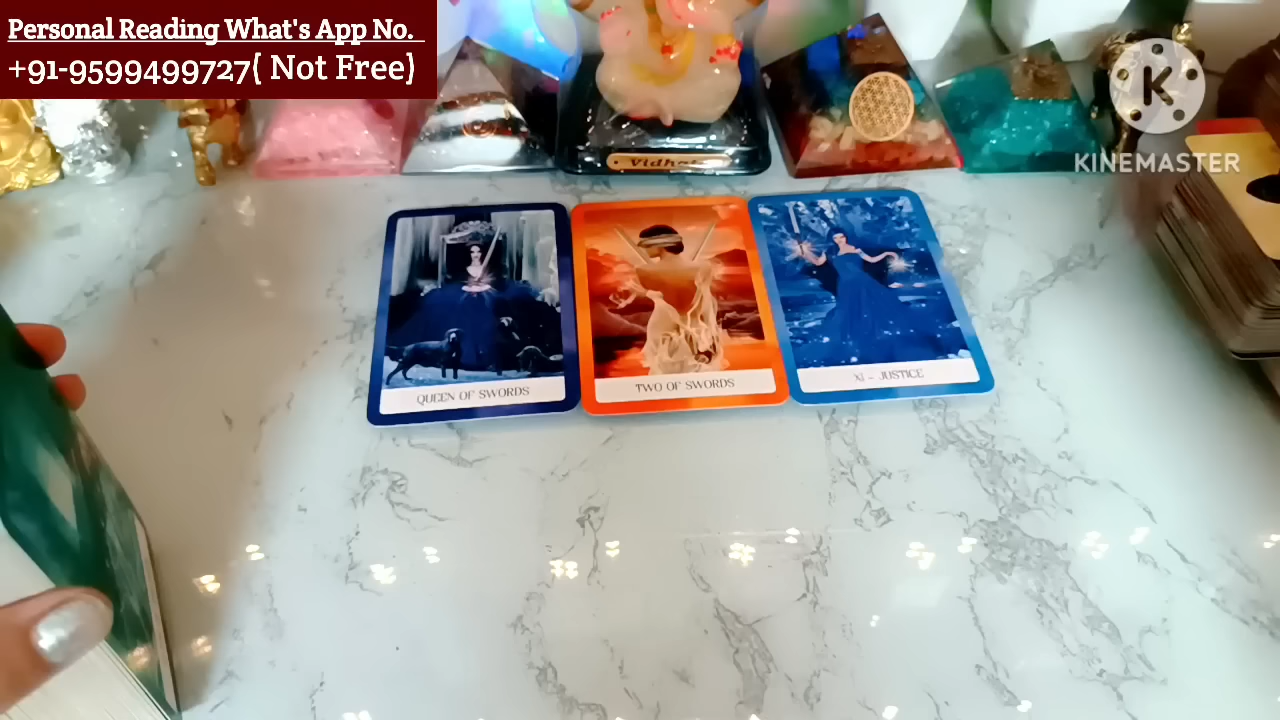 Personal Reading What's App No.
+91-9599499727( Not Free)
K
KINEMASTER
QUEEN OF SWORDS
TWO OF SWORDS
XI - JUSTICE